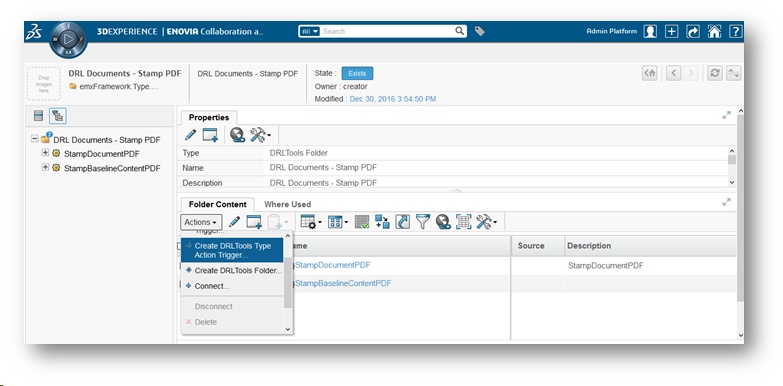 3DEXPERIENCE | ENOVIA Collaboration a..
All
Search
Admin Platform
Drop images here
DRL Documents - Stamp PDF
emxFramework.Type....
DRL Documents - Stamp PDF
State : Exists
Owner : creator
Modified : Dec 30, 2016 3:54:50 PM
DRL Documents - Stamp PDF
StampDocumentPDF
StampBaselineContentPDF
Properties
Type DRLTools Folder
Name DRL Documents - Stamp PDF
Description DRL Documents - Stamp PDF
Folder Content Where Used
Actions
Trigger...
Create DRLTools Type
Action Trigger...
Create DRLTools Folder...
Connect...
Disconnect
Delete
ame Source Description
StampDocumentPDF StampDocumentPDF
StampBaselineContentPDF